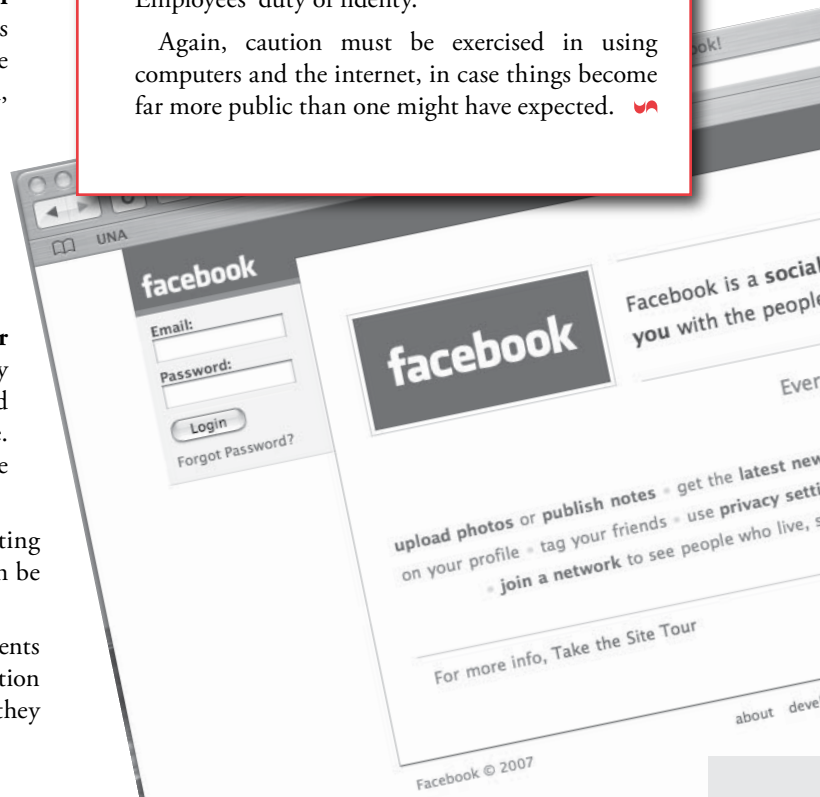 Employees' duty of fidelity.
Again, caution must be exercised in using
computers and the internet, in case things become
far more public than one might have expected.
r
ting
be
they
UNA
facebook
Email:
Password:
Login
Forgot Password?
facebook
Facebook is a social
you with the people
upload photos or publish notes • get the latest
on your profile • tag your friends • use privacy
• join a network to see people who live,
For more info, Take the Site Tour
about
Facebook © 2007